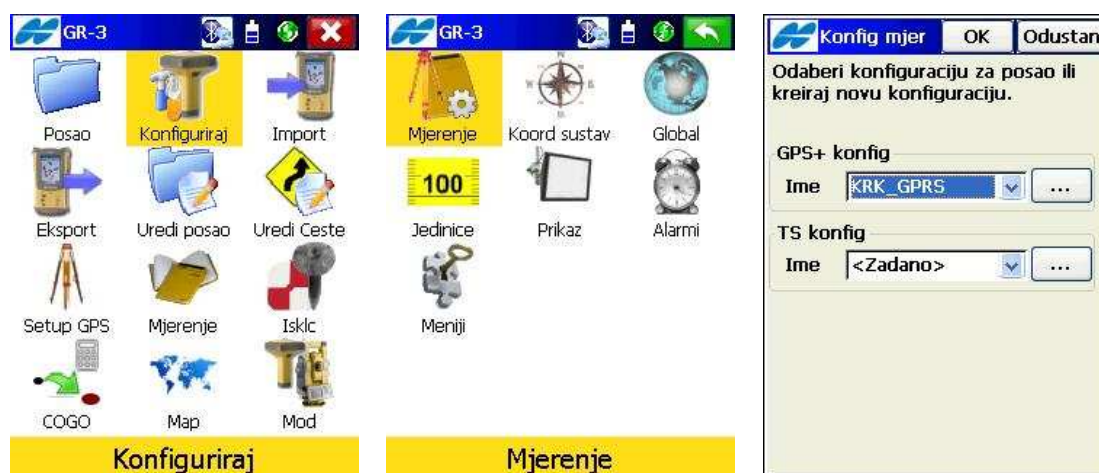 GR-3
Posao
Konfiguriraj
Import
Eksport
Uredi posao
Uredi Ceste
Setup GPS
Mjerenje
Isklc
COGO
Map
Mod
Konfiguriraj
GR-3
Mjerenje
Koord sustav
Global
100
Jedinice
Prikaz
Alarmi
Meniji
Mjerenje
Konfig mjer OK Odustan
Odaberi konfiguraciju za posao ili
kreiraj novu konfiguraciju.
GPS+ konfig
Ime KRK_GPRS ...
TS konfig
Ime <Zadano> ...